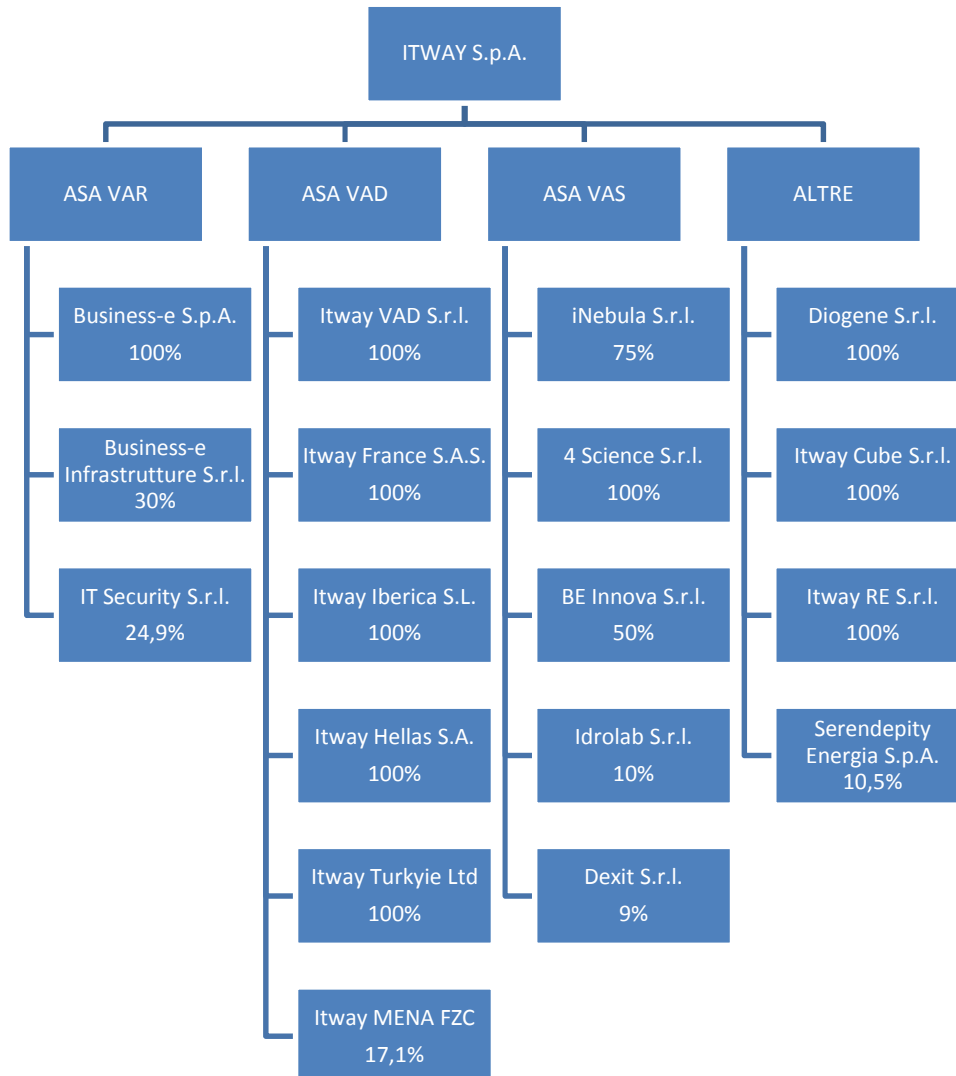 ITWAY S.p.A.
ASA VAR
ASA VAD
ASA VAS
ALTRE
Business-e S.p.A.
100%
Business-e
Infrastrutture S.r.l.
30%
IT Security S.r.l.
24,9%
Itway VAD S.r.l.
100%
Itway France S.A.S.
100%
Itway Iberica S.L.
100%
Itway Hellas S.A.
100%
Itway Turkyie Ltd
100%
Itway MENA FZC
17,1%
iNebula S.r.l.
75%
4 Science S.r.l.
100%
BE Innova S.r.l.
50%
Idrolab S.r.l.
10%
Dexit S.r.l.
9%
Diogene S.r.l.
100%
Itway Cube S.r.l.
100%
Itway RE S.r.l.
100%
Serendepity
Energia S.p.A.
10,5%